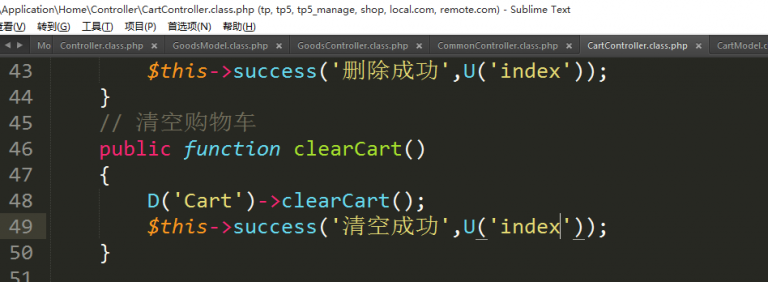 \Application\Home\Controller\CartController.class.php (tp, tp5, tp5_manage, shop, local.com, remote.com) - Sublime Text
查看(V) 转到(G) 工具(T) 项目(P) 首选项(N) 帮助(H)
Mo Controller.class.php GoodsModel.class.php GoodsController.class.php CommonController.class.php CartController.class.php CartModel.c
43 $this->success('删除成功',U('index'));
44 }
45 // 清空购物车
46 public function clearCart()
47 {
48 D('Cart')->clearCart();
49 $this->success('清空成功',U('index'));
50 }
51